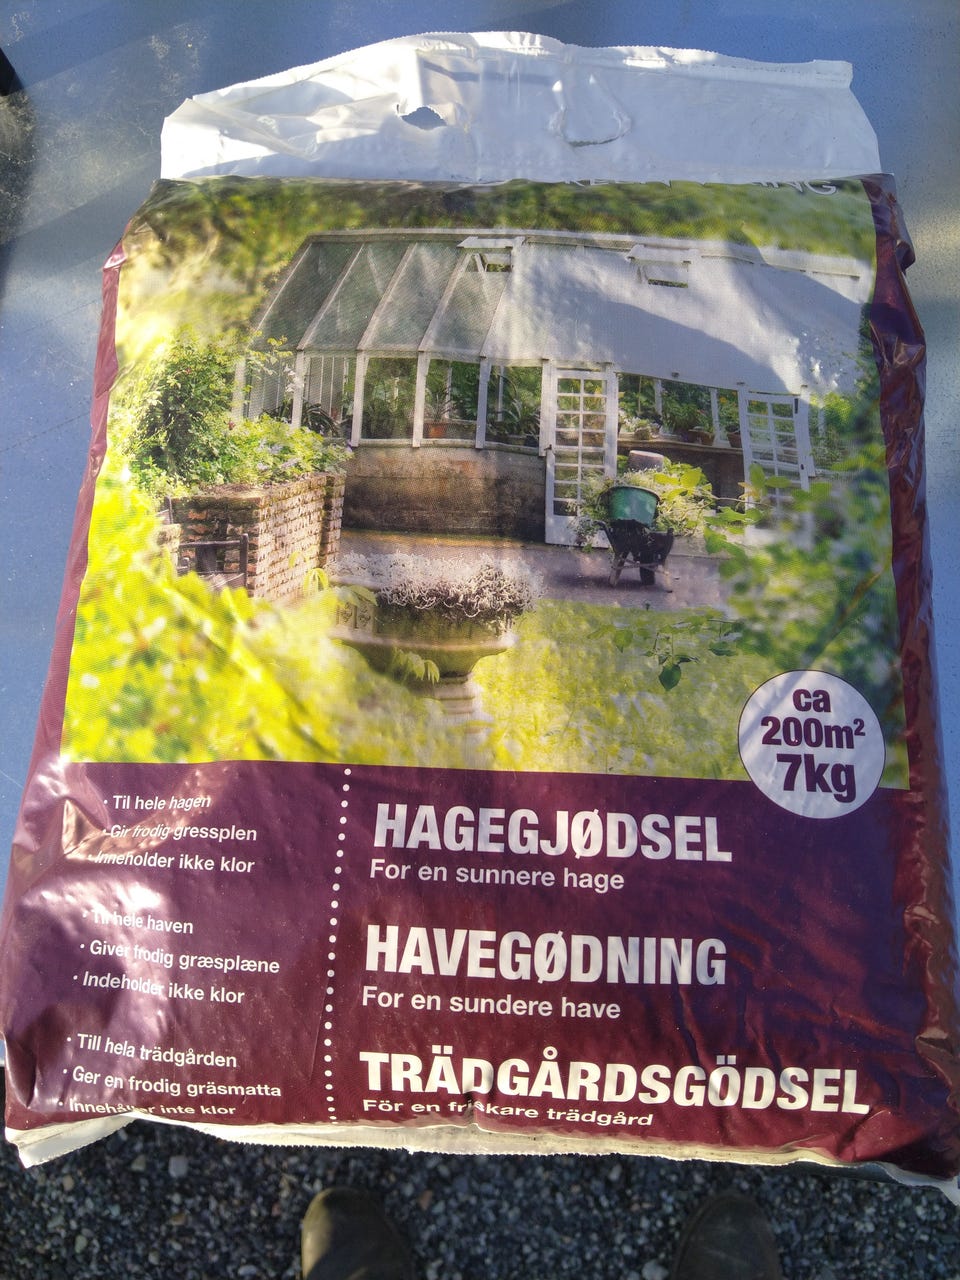 ca
200m²
7kg
• Til hele hagen
• Gir frodig gressplen
• Inneholder ikke klor
HAGEGJØDSEL
For en sunnere hage
• Til hele haven
• Giver frodig græsplæne
• Indeholder ikke klor
HAVEGØDNING
For en sundere have
• Till hela trädgården
• Ger en frodig gräsmatta
• Innehåller inte klor
TRÄDGÅRDSGÖDSEL
För en friskare trädgård